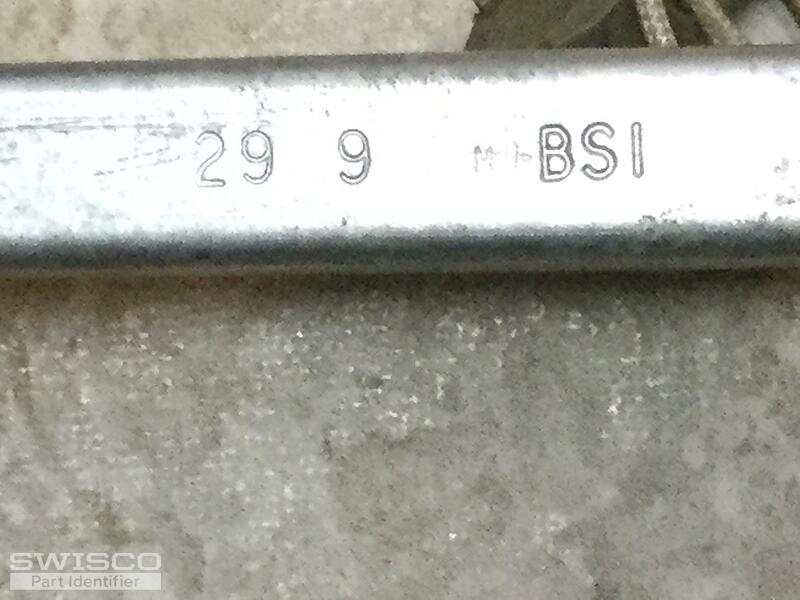 29 9 BSI
SWISCO
Part Identifier